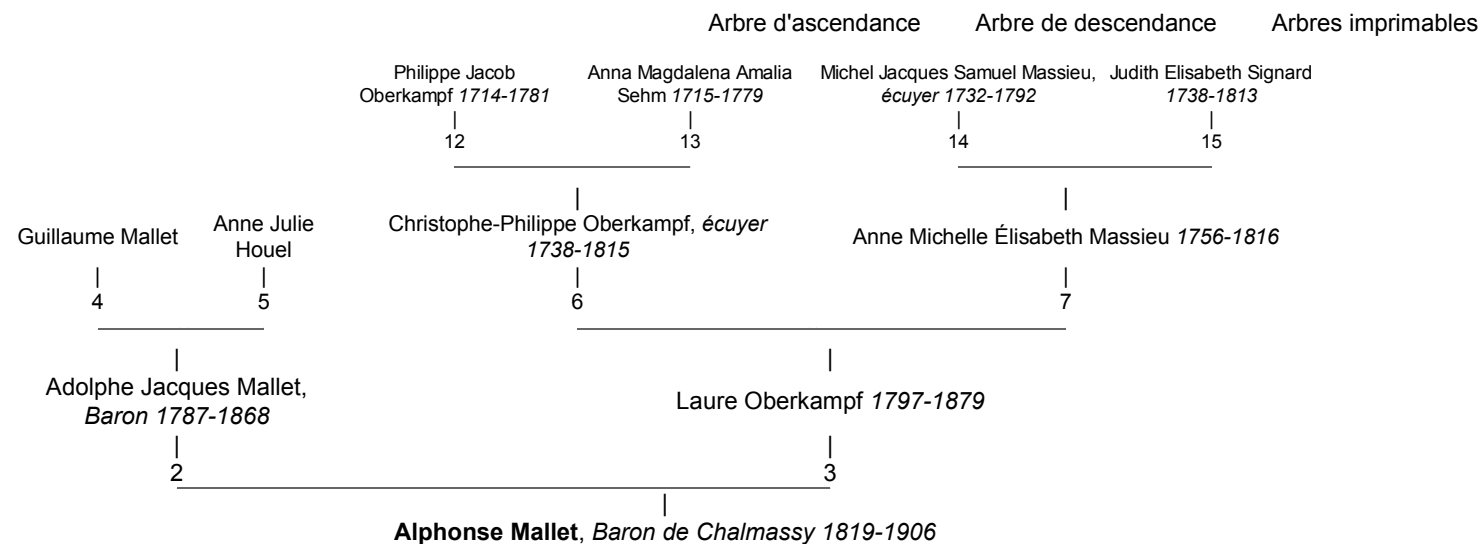 Arbre d'ascendance Arbre de descendance Arbres imprimables
Philippe Jacob Anna Magdalena Amalia Michel Jacques Samuel Massieu, Judith Elisabeth Signard
Oberkampf 1714-1781 Sehm 1715-1779 écuyer 1732-1792 1738-1813
| | | |
12 13 14 15
| |
Guillaume Mallet Anne Julie Houel Christophe-Philippe Oberkampf, écuyer 1738-1815 Anne Michelle Élisabeth Massieu 1756-1816
| | | |
4 5 6 7
| |
Adolphe Jacques Mallet, Laure Oberkampf 1797-1879
Baron 1787-1868
| |
2 3
|
Alphonse Mallet, Baron de Chalmassy 1819-1906